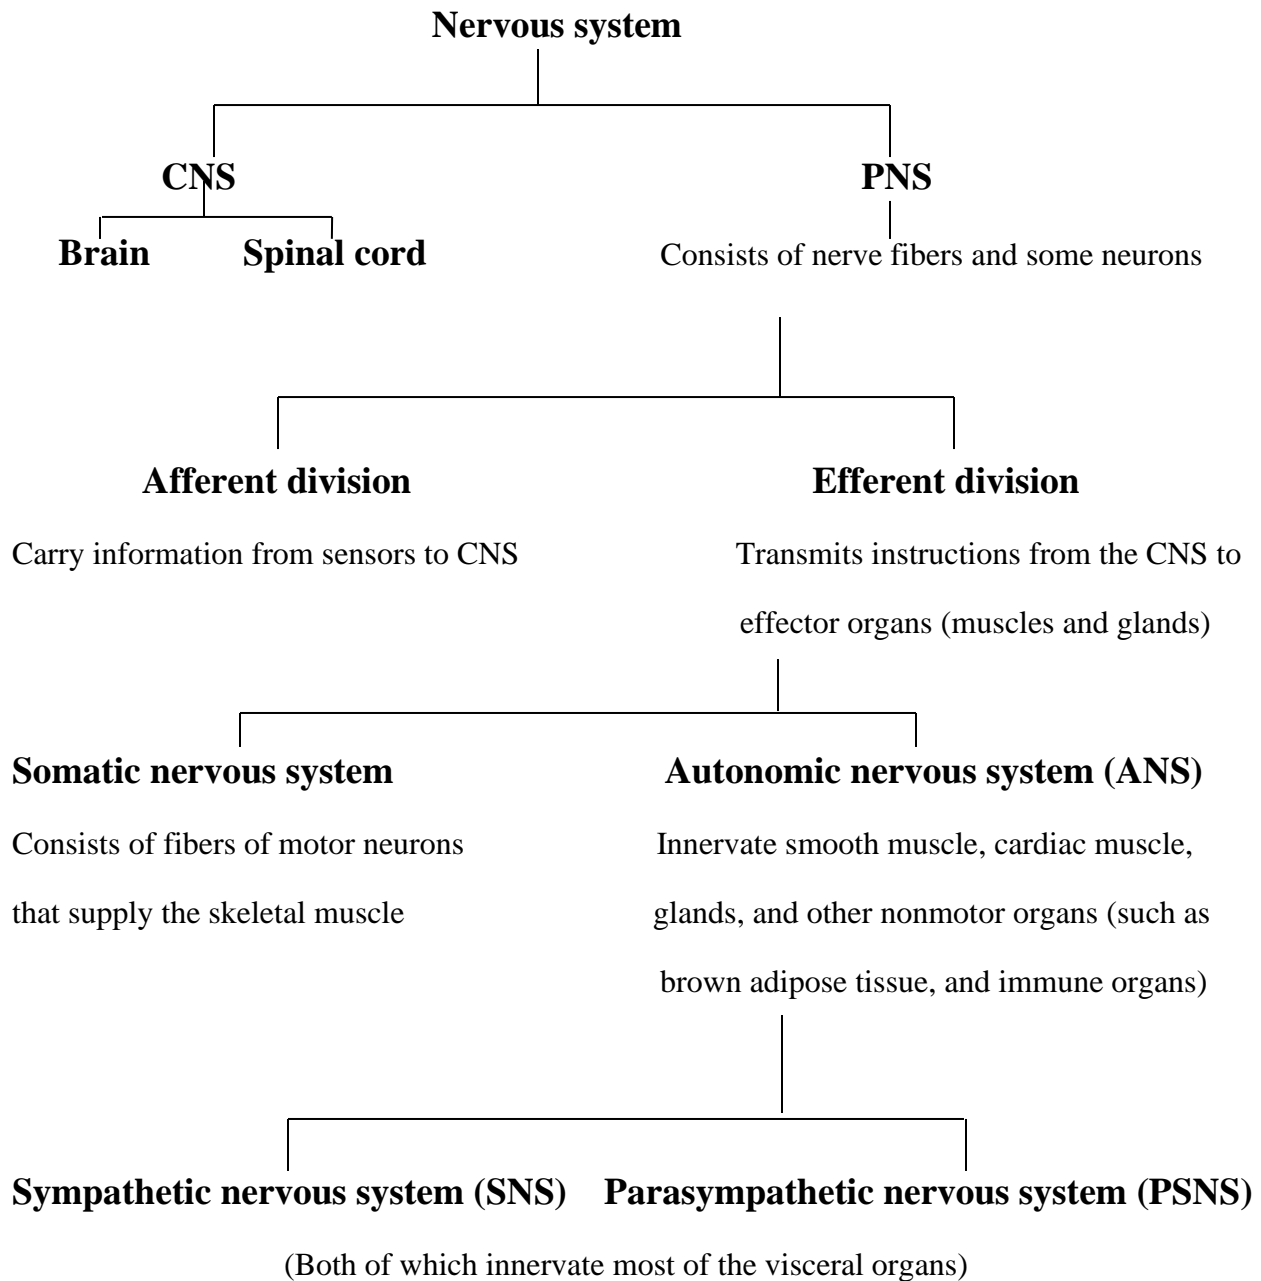 Nervous system
CNS
PNS
Brain
Spinal cord
Consists of nerve fibers and some neurons
Afferent division
Efferent division
Carry information from sensors to CNS
Transmits instructions from the CNS to
effector organs (muscles and glands)
Somatic nervous system
Autonomic nervous system (ANS)
Consists of fibers of motor neurons
that supply the skeletal muscle
Innervate smooth muscle, cardiac muscle,
glands, and other nonmotor organs (such as
brown adipose tissue, and immune organs)
Sympathetic nervous system (SNS)
Parasympathetic nervous system (PSNS)
(Both of which innervate most of the visceral organs)